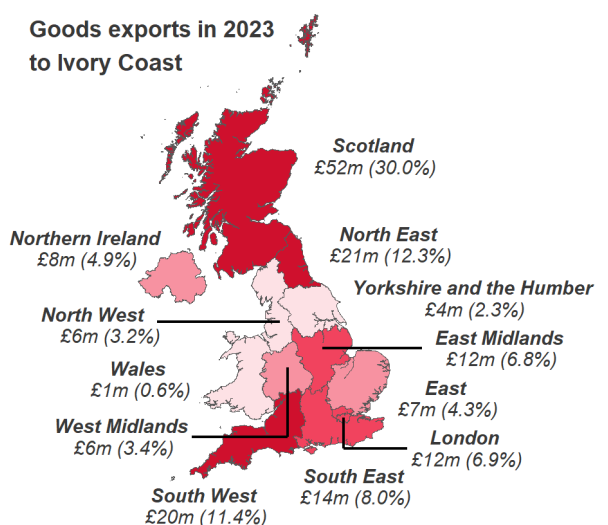 Goods exports in 2023
to Ivory Coast
Scotland
£52m (30.0%)
North East
£21m (12.3%)
Northern Ireland
£8m (4.9%)
Yorkshire and the Humber
£4m (2.3%)
North West
£6m (3.2%)
East Midlands
£12m (6.8%)
Wales
£1m (0.6%)
East
£7m (4.3%)
West Midlands
£6m (3.4%)
London
£12m (6.9%)
South East
£14m (8.0%)
South West
£20m (11.4%)